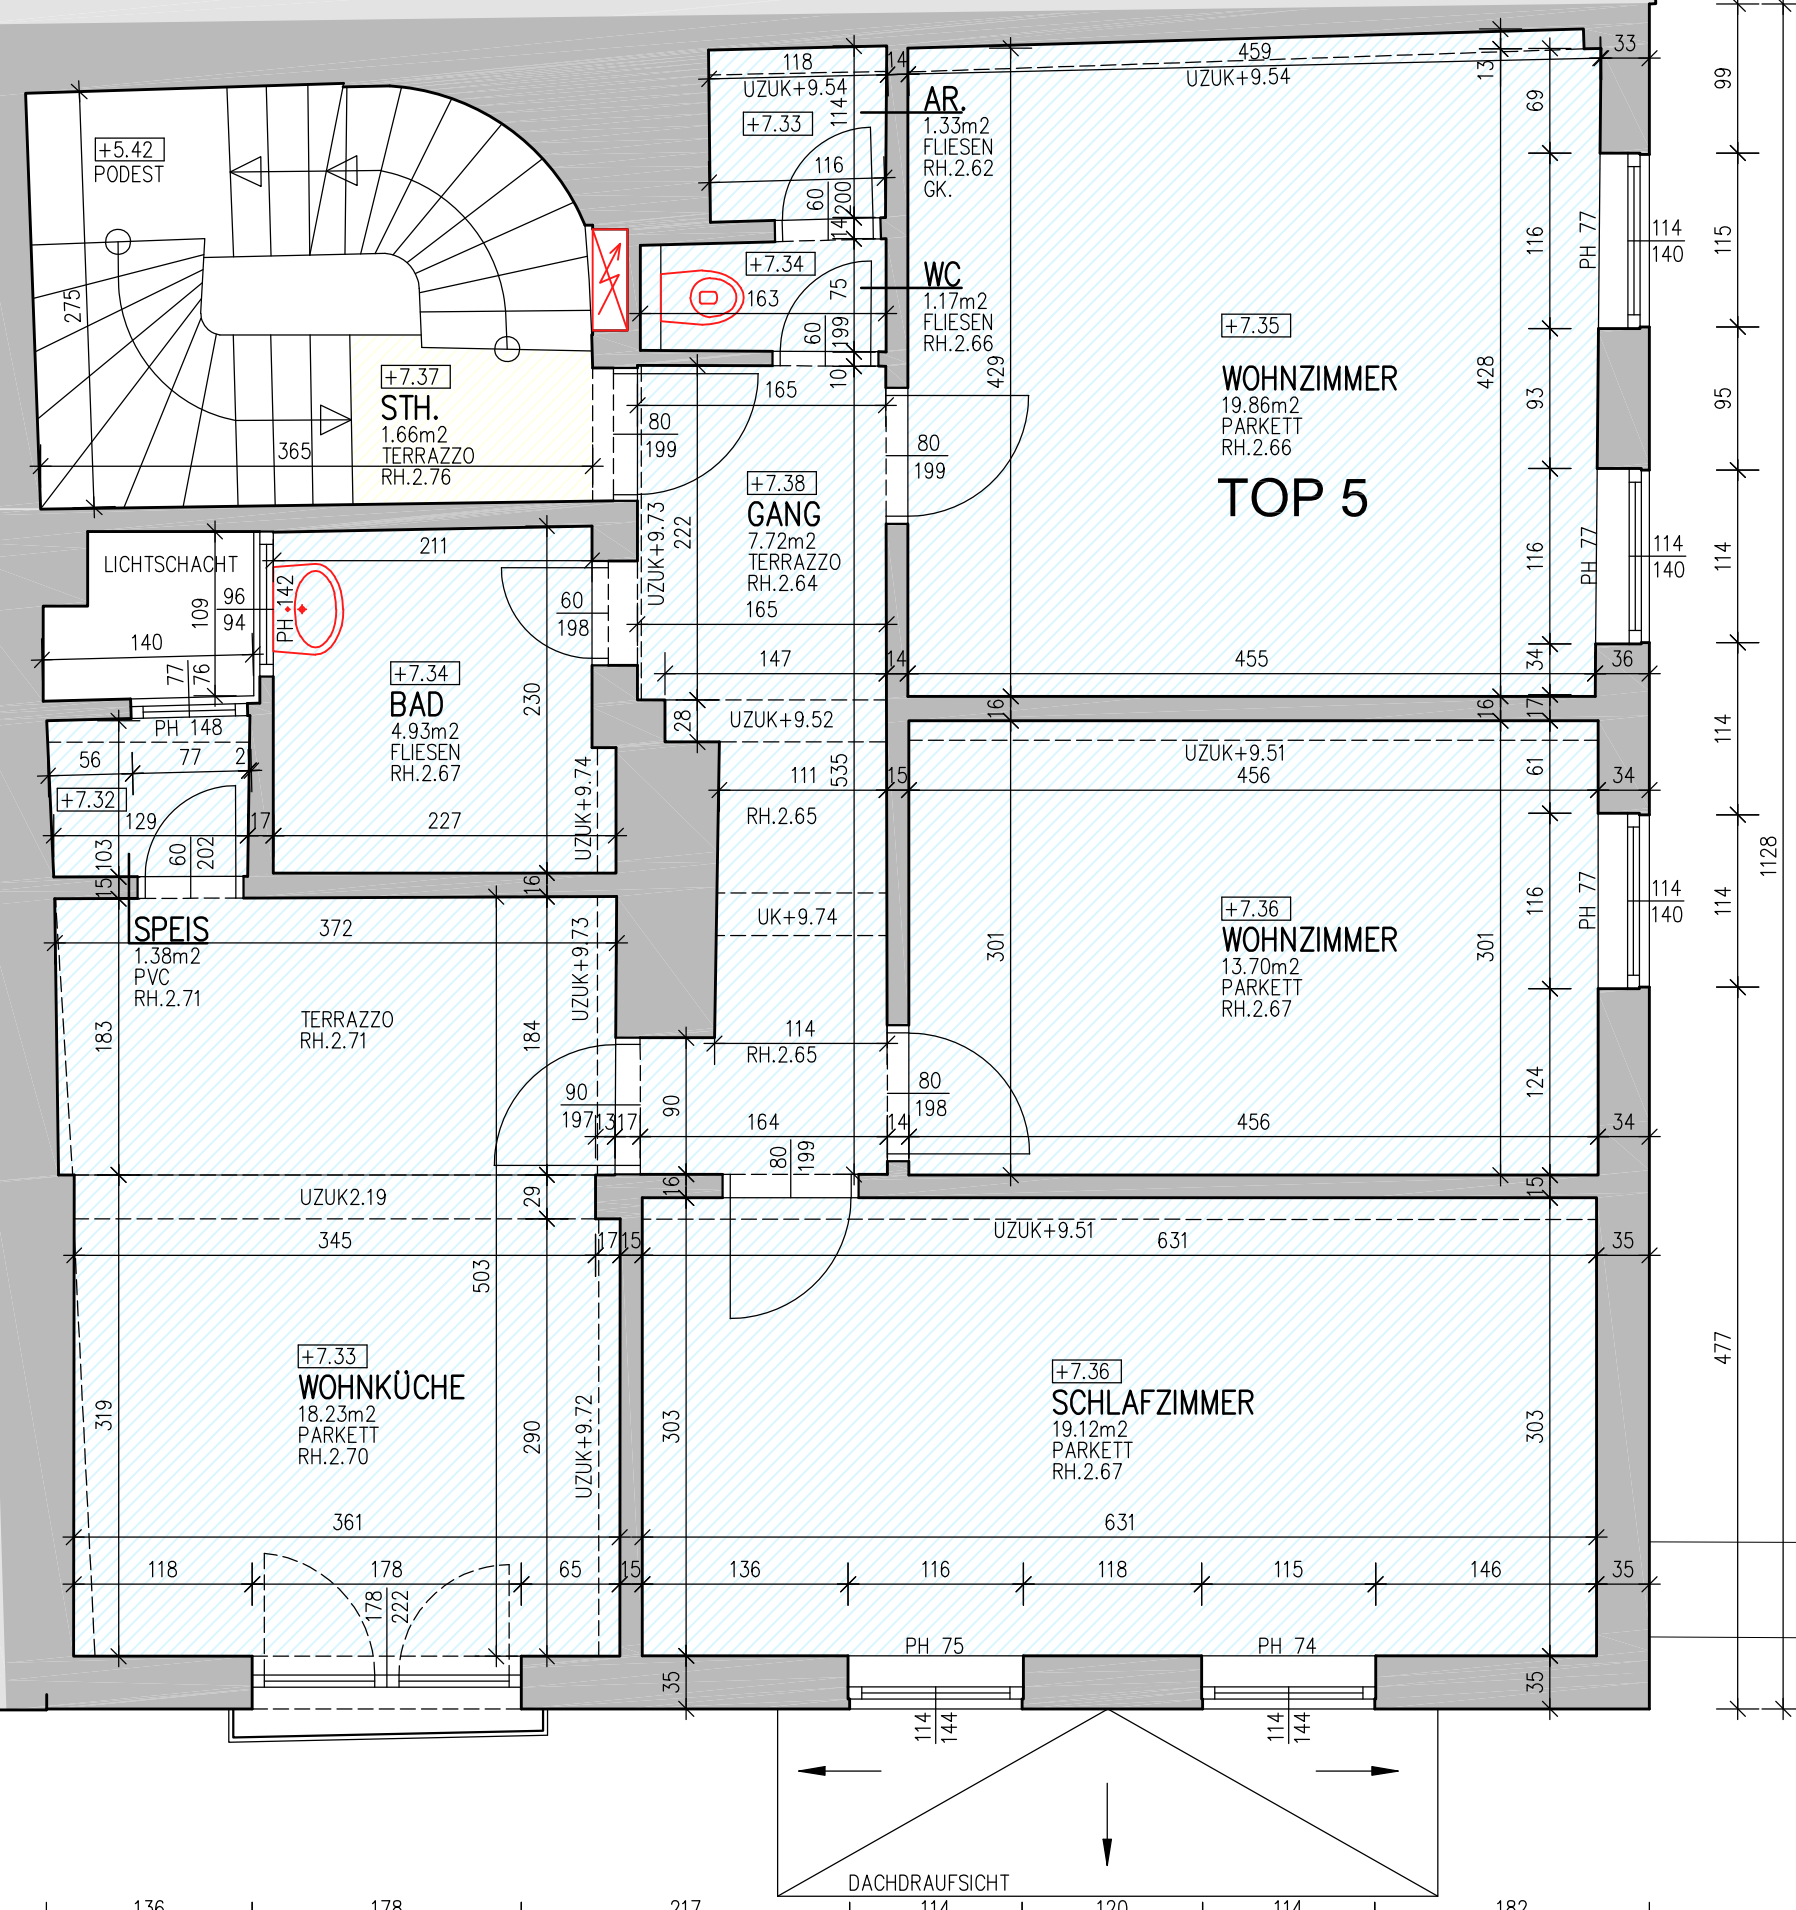 459
33
118
14
UZUK+9.54
UZUK+9.54
13
99
69
114
+7.33
AR.
1.33m2
FLIESEN
RH.2.62
GK.
+5.42
PODEST
116
60
200
14
116
PH 77
114
140
115
+7.34
WC
1.17m2
FLIESEN
RH.2.66
163
75
60
199
10
275
+7.35
WOHNZIMMER
19.86m2
PARKETT
RH.2.66
TOP 5
429
428
93
95
+7.37
STH.
1.66m2
TERRAZZO
RH.2.76
365
165
80
199
80
199
+7.38
GANG
7.72m2
TERRAZZO
RH.2.64
165
UZUK+9.73
222
116
PH 77
114
140
114
LICHTSCHACHT
211
109
96
94
PH 142
60
198
140
77
76
147
14
455
34
36
+7.34
BAD
4.93m2
FLIESEN
RH.2.67
230
28
UZUK+9.52
16
16
17
PH 148
56
77
2
+7.32
129
17
227
UZUK+9.74
111
15
535
UZUK+9.51
456
61
34
114
1128
RH.2.65
103
60
202
15
16
SPEIS
1.38m2
PVC
RH.2.71
372
UZUK+9.73
UK+9.74
+7.36
WOHNZIMMER
13.70m2
PARKETT
RH.2.67
301
301
116
PH 77
114
140
114
TERRAZZO
RH.2.71
183
184
114
RH.2.65
90
197
13
17
90
164
14
80
198
456
124
34
80
199
UZUK2.19
29
16
15
UZUK+9.51
345
17
15
631
35
503
+7.33
WOHNKÜCHE
18.23m2
PARKETT
RH.2.70
319
290
UZUK+9.72
303
+7.36
SCHLAFZIMMER
19.12m2
PARKETT
RH.2.67
303
477
361
631
118
178
65
15
136
116
118
115
146
35
178
222
PH 75
PH 74
35
35
114
144
114
144
DACHDRAUFSICHT
136
178
217
114
120
114
182